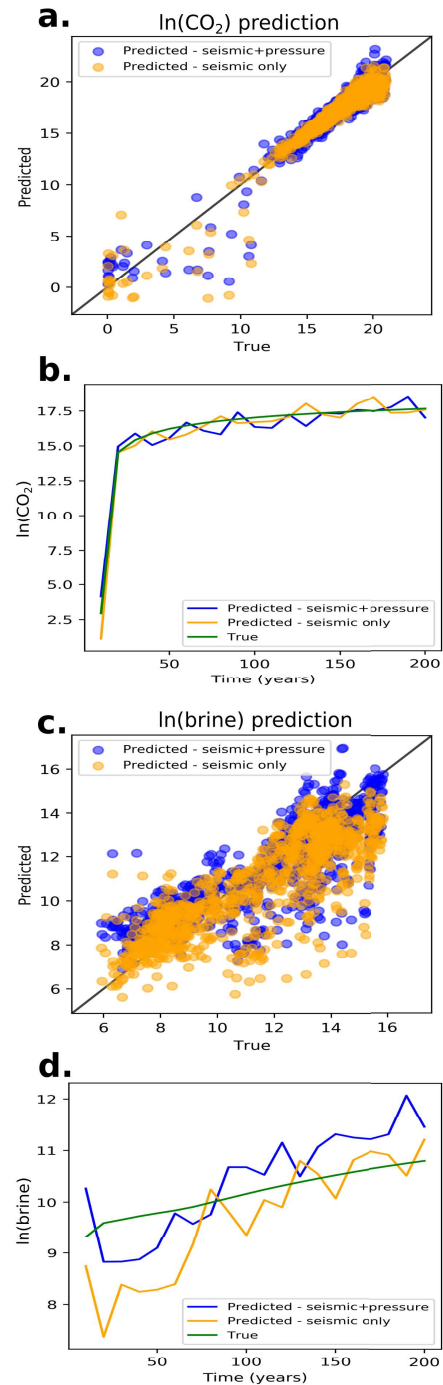 a.
ln(CO₂) prediction
Predicted - seismic+pressure
Predicted - seismic only
20
15
10
5
0
Predicted
0 5 10 15 20
True
b.
17.5
15.0
12.5
10.0
7.5
5.0
2.5
ln(CO₂)
Predicted - seismic+pressure
Predicted - seismic only
True
50 100 150 200
Time (years)
c.
ln(brine) prediction
Predicted - seismic+pressure
Predicted - seismic only
16
14
12
10
8
6
Predicted
6 8 10 12 14 16
True
d.
12
11
10
9
8
ln(brine)
Predicted - seismic+pressure
Predicted - seismic only
True
50 100 150 200
Time (years)